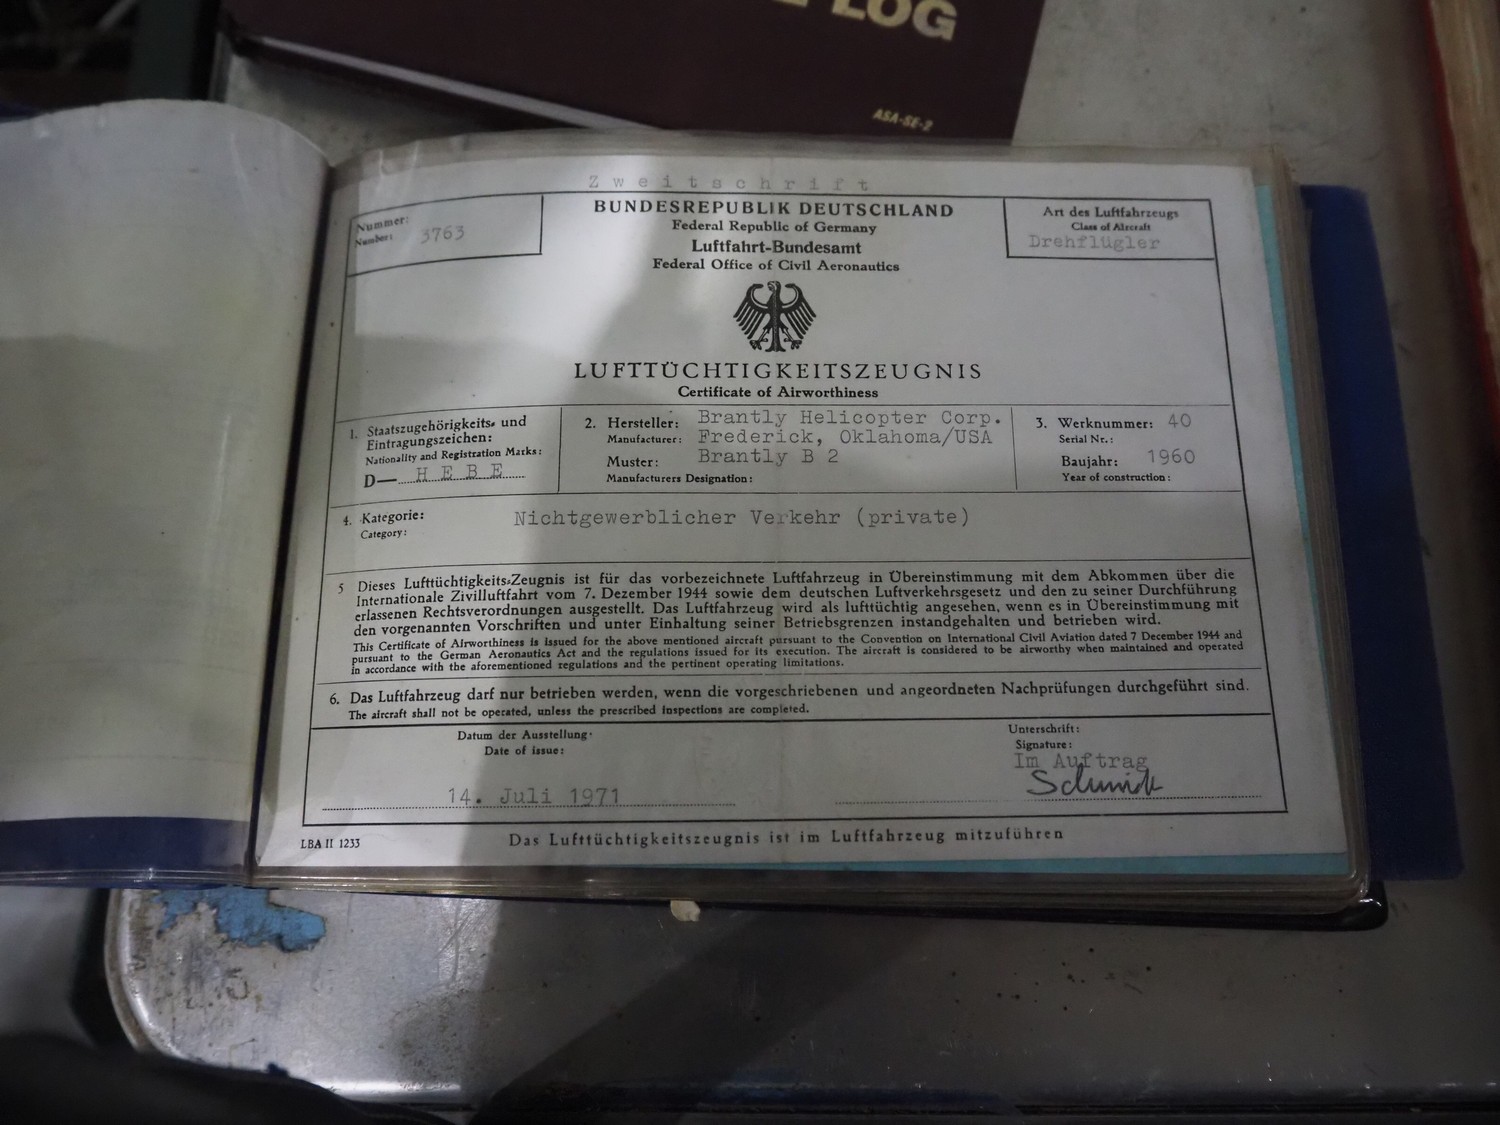 LOG
ASA-SE-2
Zweitschrift
Nummer:
Number: 3763
BUNDESREPUBLIK DEUTSCHLAND
Federal Republic of Germany
Luftfahrt-Bundesamt
Federal Office of Civil Aeronautics
Art des Luftfahrzeugs
Class of Aircraft
Drehflügler
LUFTTÜCHTIGKEITSZEUGNIS
Certificate of Airworthiness
1. Staatszugehörigkeits- und
Eintragungszeichen:
Nationality and Registration Marks:
D— HEBE
2. Hersteller: Brantly Helicopter Corp.
Manufacturer: Frederick, Oklahoma/USA
Muster: Brantly B 2
Manufacturers Designation:
3. Werknummer: 40
Serial Nr.:
Baujahr: 1960
Year of construction:
4. Kategorie: Nichtgewerblicher Verkehr (private)
Category:
5 Dieses Lufttüchtigkeits-Zeugnis ist für das vorbezeichnete Luftfahrzeug in Übereinstimmung mit dem Abkommen über die
Internationale Zivilluftfahrt vom 7. Dezember 1944 sowie dem deutschen Luftverkehrsgesetz und den zu seiner Durchführung
erlassenen Rechtsverordnungen ausgestellt. Das Luftfahrzeug wird als lufttüchtig angesehen, wenn es in Übereinstimmung mit
den vorgenannten Vorschriften und unter Einhaltung seiner Betriebsgrenzen instandgehalten und betrieben wird.
This Certificate of Airworthiness is issued for the above mentioned aircraft pursuant to the Convention on International Civil Aviation dated 7 December 1944 and
pursuant to the German Aeronautics Act and the regulations issued for its execution. The aircraft is considered to be airworthy when maintained and operated
in accordance with the aforementioned regulations and the pertinent operating limitations.
6. Das Luftfahrzeug darf nur betrieben werden, wenn die vorgeschriebenen und angeordneten Nachprüfungen durchgeführt sind.
The aircraft shall not be operated, unless the prescribed inspections are completed.
Datum der Ausstellung:
Date of issue:
14. Juli 1971
Unterschrift:
Signature:
Im Auftrag
Schmidt
LBA II 1233
Das Lufttüchtigkeitszeugnis ist im Luftfahrzeug mitzuführen